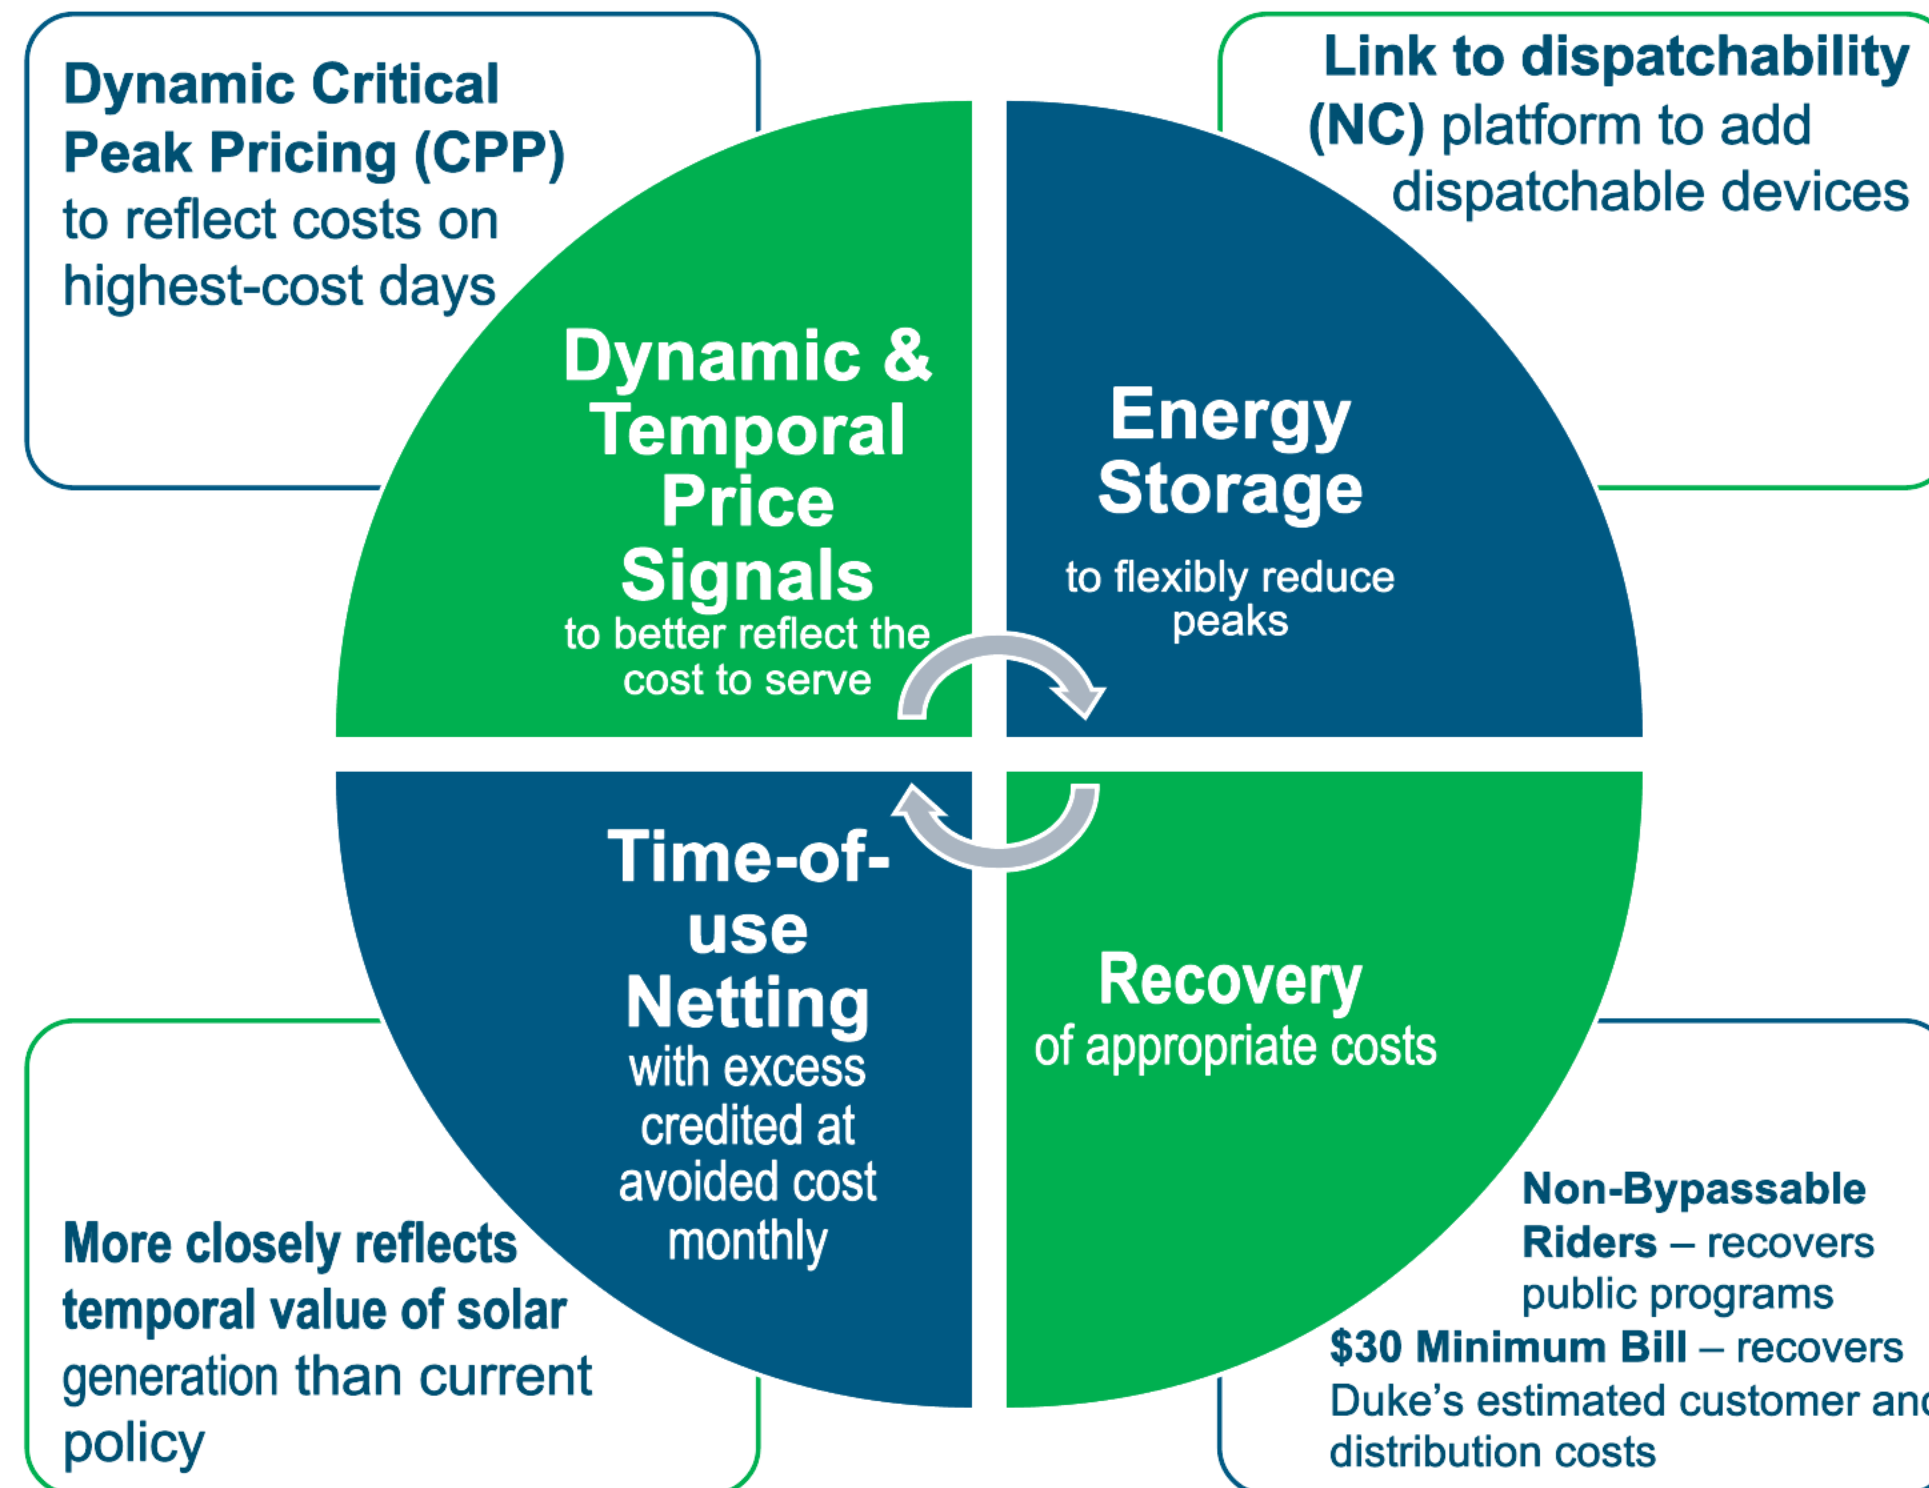 Dynamic Critical
Peak Pricing (CPP)
to reflect costs on
highest-cost days
Link to dispatchability
(NC) platform to add
dispatchable devices
Dynamic &
Temporal
Price
Signals
to better reflect the
cost to serve
Energy
Storage
to flexibly reduce
peaks
Time-of-
use
Netting
with excess
credited at
avoided cost
monthly
Recovery
of appropriate costs
More closely reflects
temporal value of solar
generation than current
policy
Non-Bypassable
Riders – recovers
public programs
$30 Minimum Bill – recovers
Duke’s estimated customer and
distribution costs